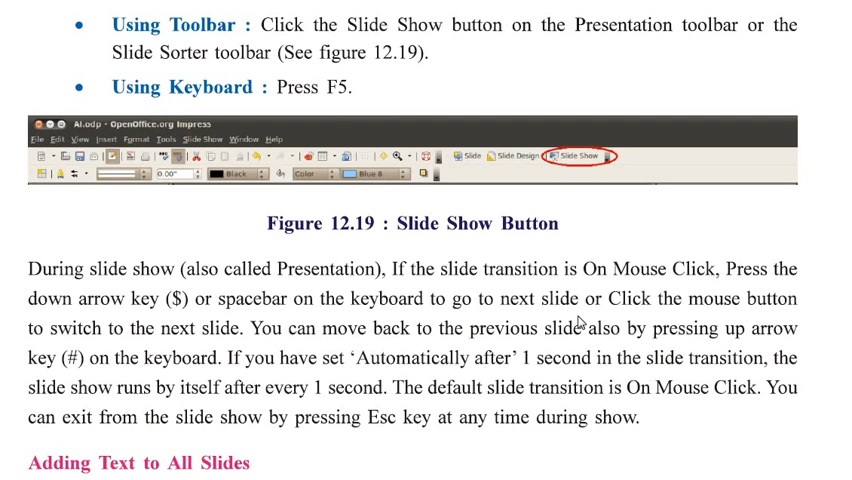 • Using Toolbar : Click the Slide Show button on the Presentation toolbar or the
Slide Sorter toolbar (See figure 12.19).
• Using Keyboard : Press F5.
AI.odp - OpenOffice.org Impress
File Edit View Insert Format Tools Slide Show Window Help
Slide Slide Design Slide Show
0.00" Black Color Blue 8
Figure 12.19 : Slide Show Button
During slide show (also called Presentation), If the slide transition is On Mouse Click, Press the
down arrow key ($) or spacebar on the keyboard to go to next slide or Click the mouse button
to switch to the next slide. You can move back to the previous slide also by pressing up arrow
key (#) on the keyboard. If you have set ‘Automatically after’ 1 second in the slide transition, the
slide show runs by itself after every 1 second. The default slide transition is On Mouse Click. You
can exit from the slide show by pressing Esc key at any time during show.
Adding Text to All Slides